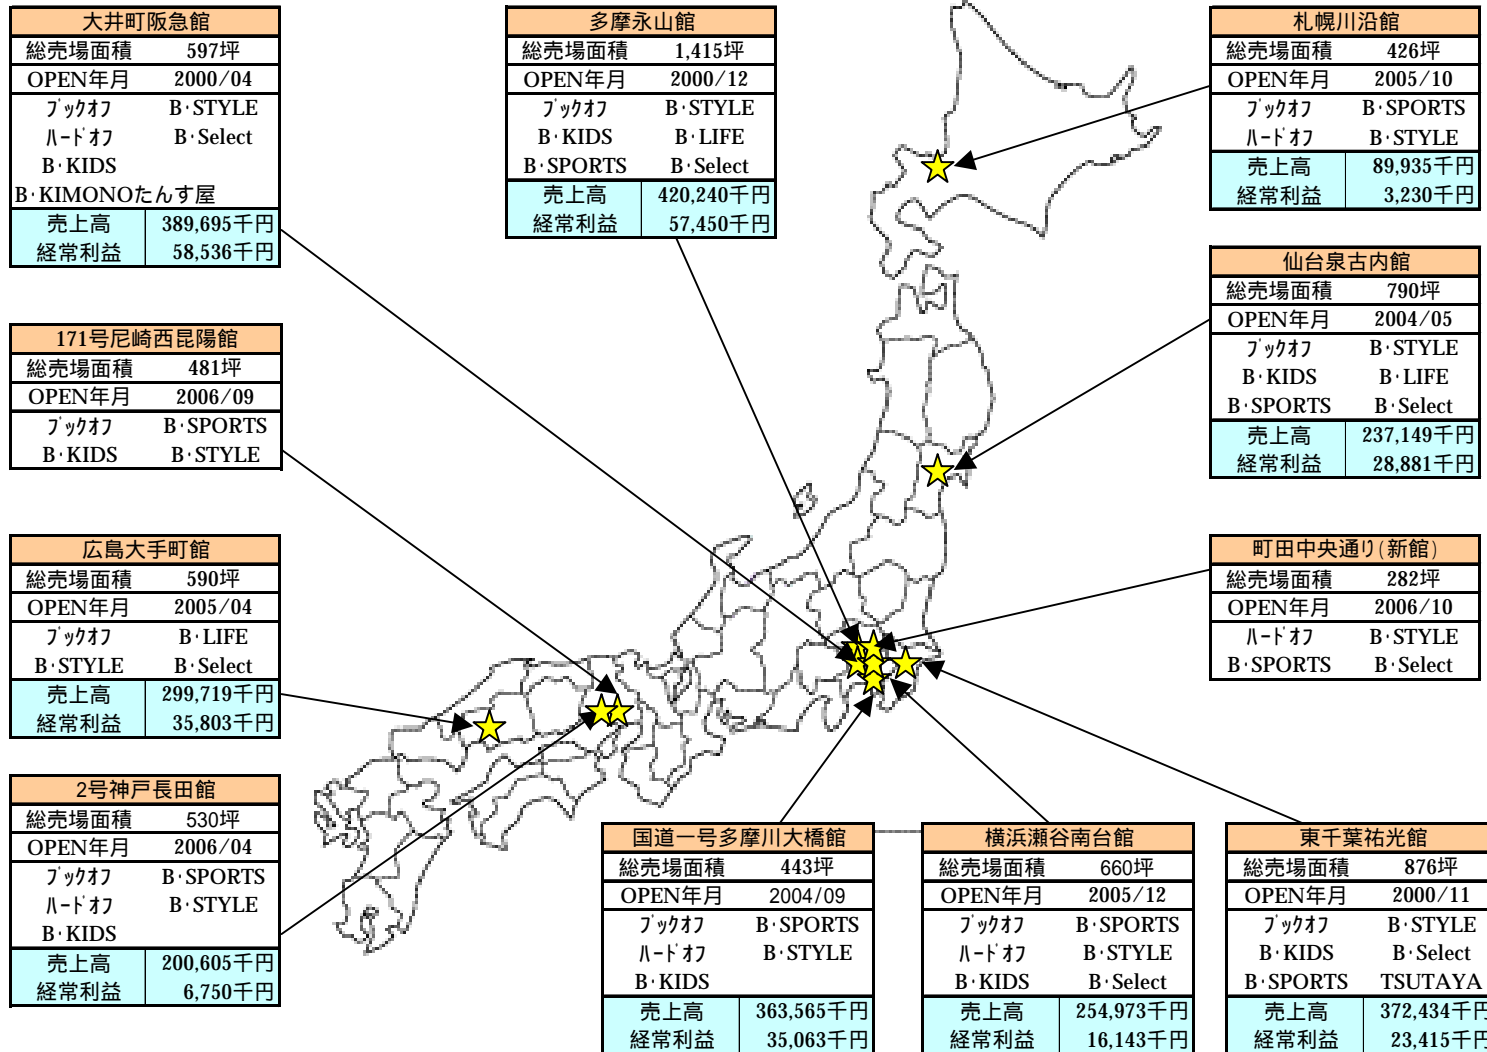 大井町阪急館
総売場面積 597坪
OPEN年月 2000/04
ﾌﾞｯｸｵﾌ B･STYLE
ﾊｰﾄﾞｵﾌ B･Select
B･KIDS
B･KIMONOたんす屋
売上高 389,695千円
経常利益 58,536千円
多摩永山館
総売場面積 1,415坪
OPEN年月 2000/12
ﾌﾞｯｸｵﾌ B･STYLE
B･KIDS B･LIFE
B･SPORTS B･Select
売上高 420,240千円
経常利益 57,450千円
札幌川沿館
総売場面積 426坪
OPEN年月 2005/10
ﾌﾞｯｸｵﾌ B･SPORTS
ﾊｰﾄﾞｵﾌ B･STYLE
売上高 89,935千円
経常利益 3,230千円
仙台泉古内館
総売場面積 790坪
OPEN年月 2004/05
ﾌﾞｯｸｵﾌ B･STYLE
B･KIDS B･LIFE
B･SPORTS B･Select
売上高 237,149千円
経常利益 28,881千円
171号尼崎西昆陽館
総売場面積 481坪
OPEN年月 2006/09
ﾌﾞｯｸｵﾌ B･SPORTS
B･KIDS B･STYLE
広島大手町館
総売場面積 590坪
OPEN年月 2005/04
ﾌﾞｯｸｵﾌ B･LIFE
B･STYLE B･Select
売上高 299,719千円
経常利益 35,803千円
町田中央通り(新館)
総売場面積 282坪
OPEN年月 2006/10
ﾊｰﾄﾞｵﾌ B･STYLE
B･SPORTS B･Select
2号神戸長田館
総売場面積 530坪
OPEN年月 2006/04
ﾌﾞｯｸｵﾌ B･SPORTS
ﾊｰﾄﾞｵﾌ B･STYLE
B･KIDS
売上高 200,605千円
経常利益 6,750千円
国道一号多摩川大橋館
総売場面積 443坪
OPEN年月 2004/09
ﾌﾞｯｸｵﾌ B･SPORTS
ﾊｰﾄﾞｵﾌ B･STYLE
B･KIDS
売上高 363,565千円
経常利益 35,063千円
横浜瀬谷南台館
総売場面積 660坪
OPEN年月 2005/12
ﾌﾞｯｸｵﾌ B･SPORTS
ﾊｰﾄﾞｵﾌ B･STYLE
B･KIDS B･Select
売上高 254,973千円
経常利益 16,143千円
東千葉祐光館
総売場面積 876坪
OPEN年月 2000/11
ﾌﾞｯｸｵﾌ B･STYLE
B･KIDS B･Select
B･SPORTS TSUTAYA
売上高 372,434千円
経常利益 23,415千円